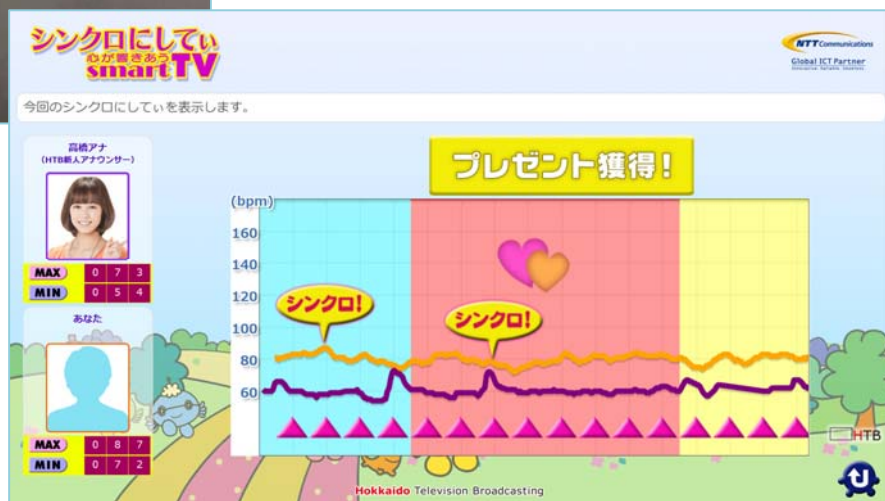 シンクロにしてぃ
心が響きあう
smart TV
NTT Communications
Global ICT Partner
今回のシンクロにしてぃを表示します。
高橋アナ
(HTB新人アナウンサー)
MAX 0 7 3
MIN 0 5 4
あなた
MAX 0 8 7
MIN 0 7 2
プレゼント獲得!
(bpm)
160
140
120
100
80
60
シンクロ!
シンクロ!
HTB
Hokkaido Television Broadcasting